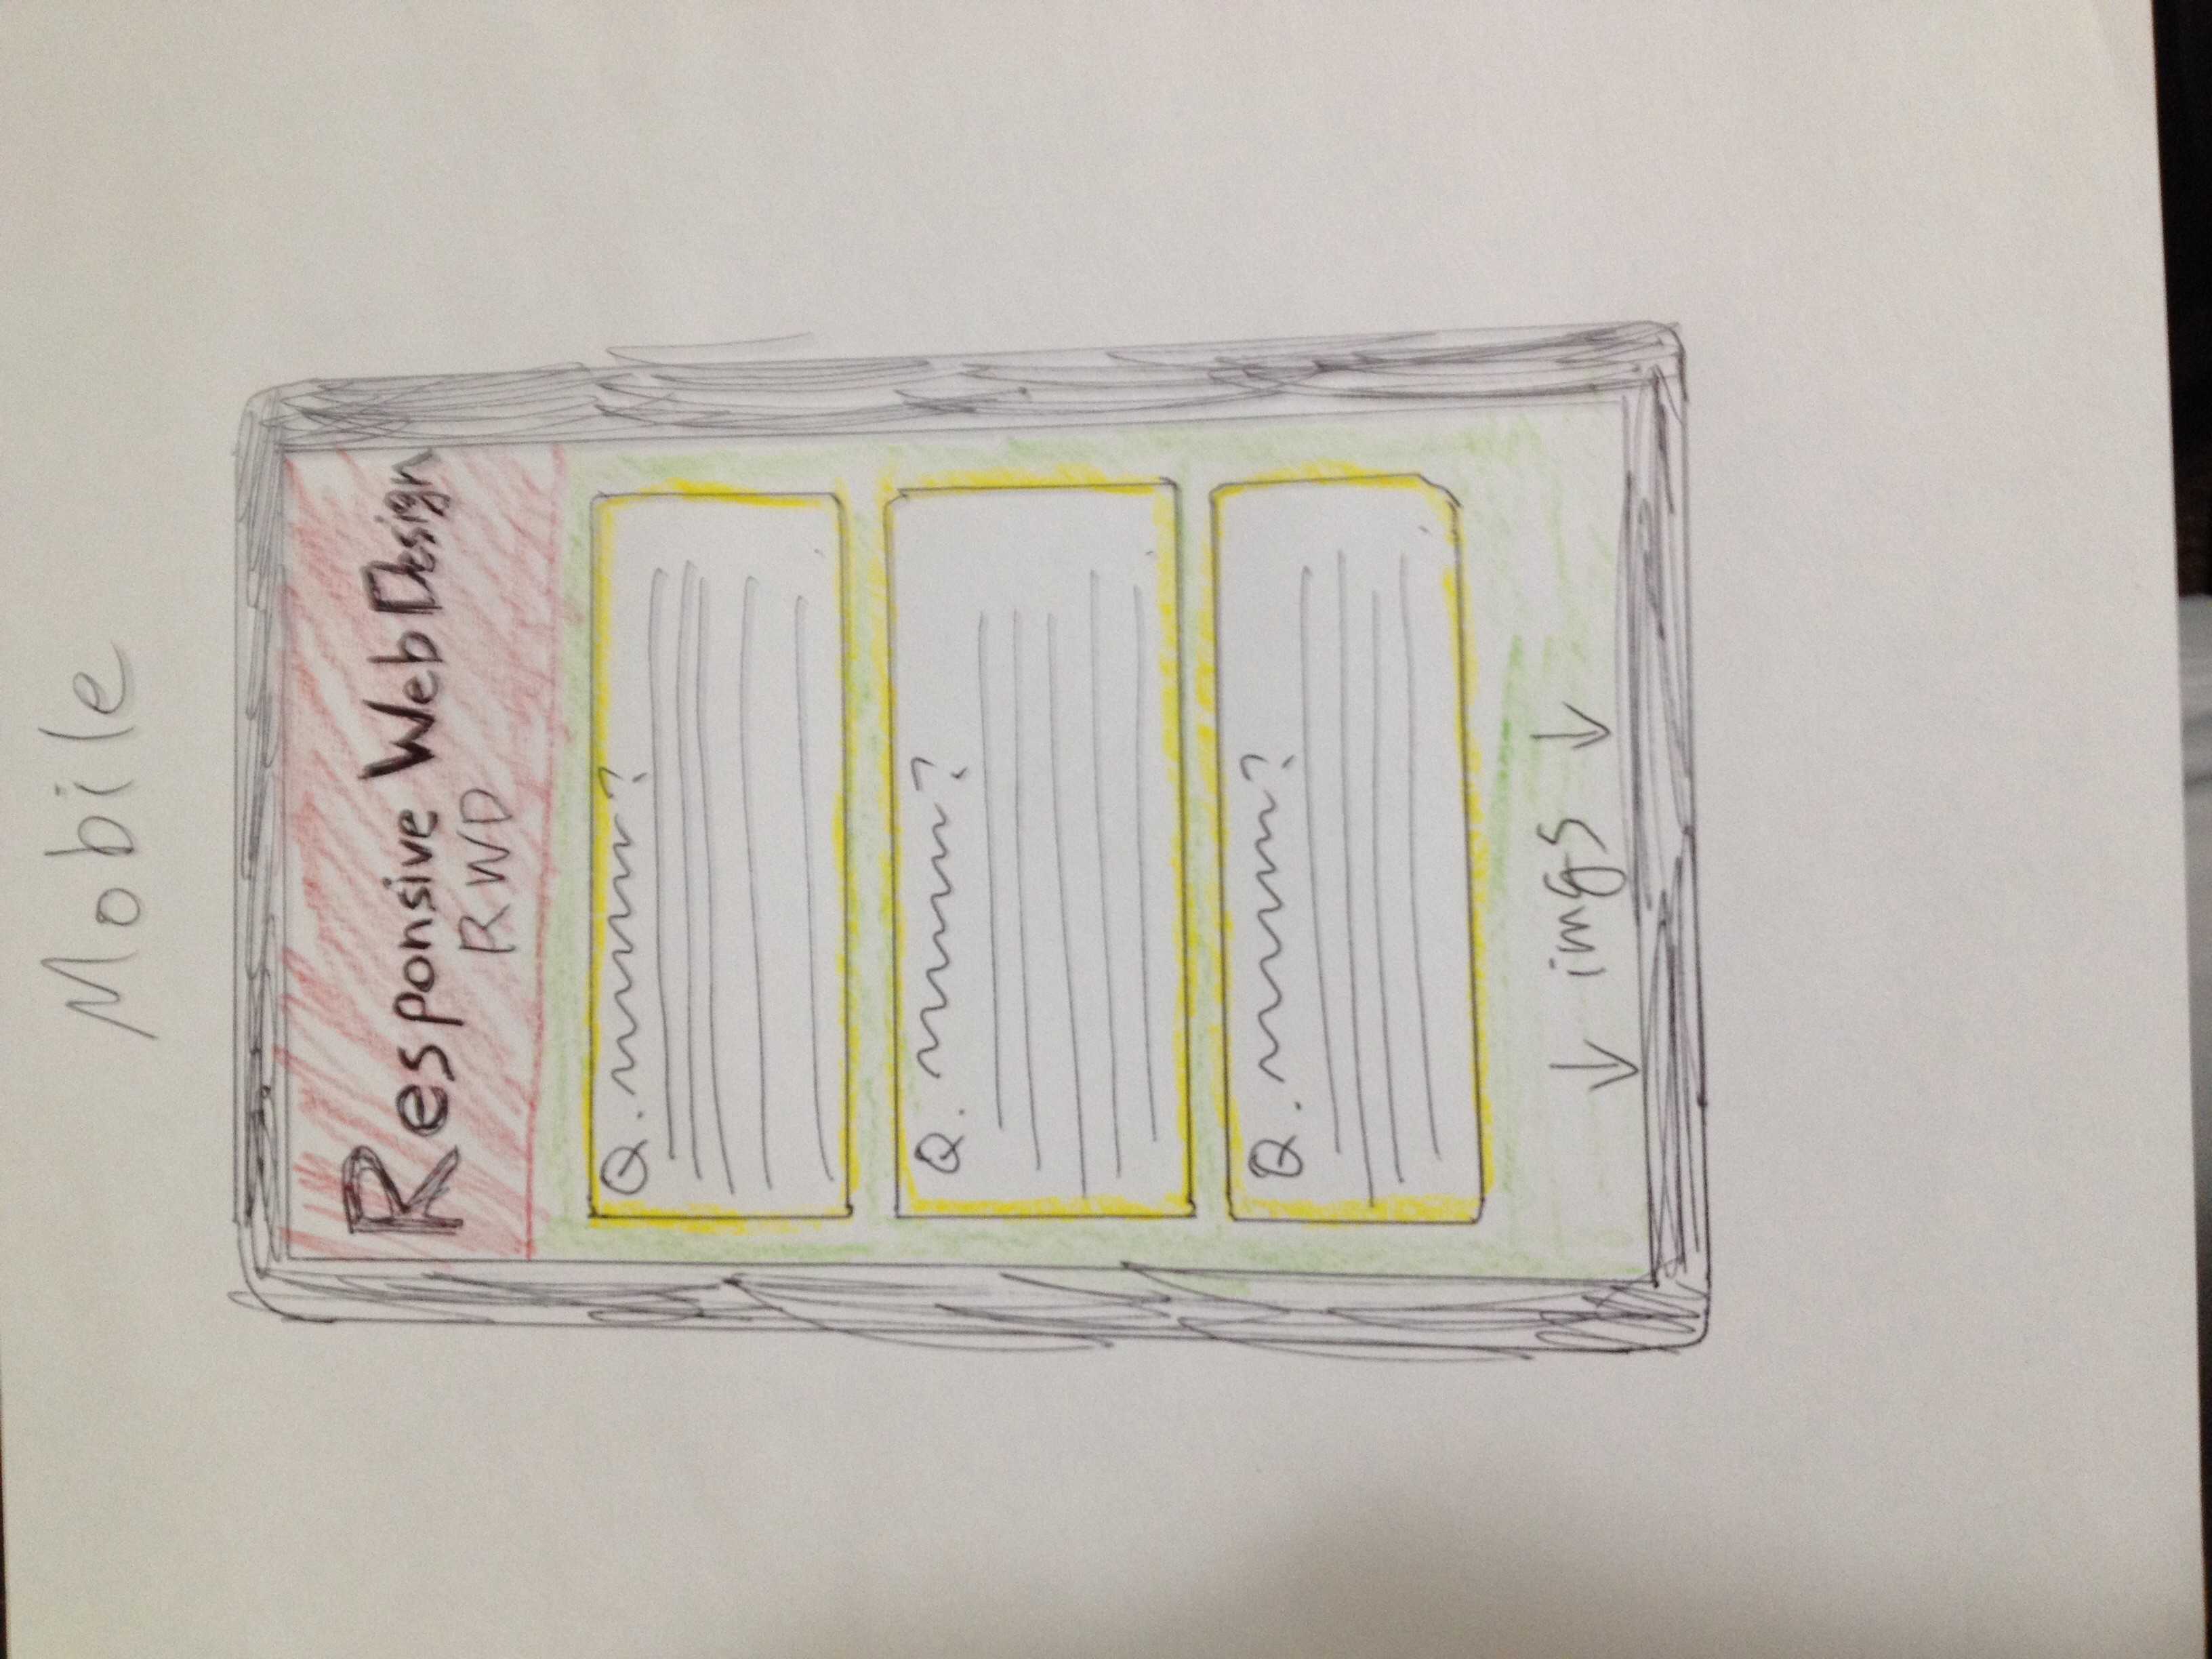 Mobile
Responsive Web Design
RWD
Q. ?
Q. ?
Q. ?
↓ imgs ↓